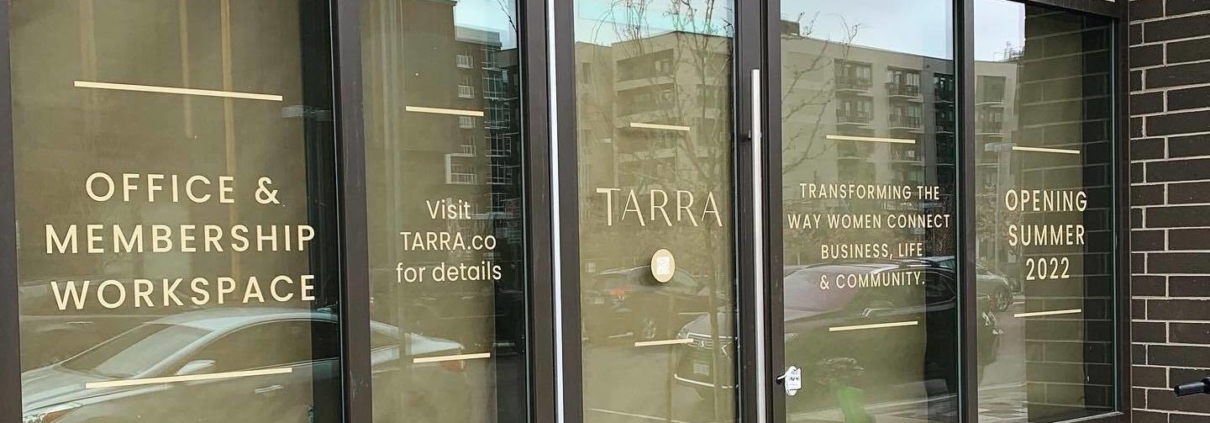 OFFICE &
MEMBERSHIP
WORKSPACE
Visit
TARRA.CO
for details
TARRA
TRANSFORMING THE
WAY WOMEN CONNECT
BUSINESS, LIFE
& COMMUNITY.
OPENING
SUMMER
2022